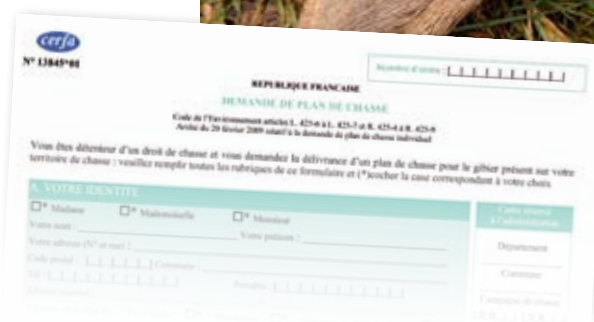 cerfa
N° 13845*01
Numéro d'ordre :
REPUBLIQUE FRANCAISE
DEMANDE DE PLAN DE CHASSE
Code de l'Environnement articles L. 425-6 à L. 425-7 et R. 425-4 à R. 425-9
Arrêté du 20 février 2009 relatif à la demande de plan de chasse individuel
Vous êtes détenteur d'un droit de chasse et vous demandez la délivrance d'un plan de chasse pour le gibier présent sur votre
territoire de chasse : veuillez remplir toutes les rubriques de ce formulaire et (*)cocher la case correspondant à votre choix
A. VOTRE IDENTITE
Cadre réservé
à l'administration
* Madame * Mademoiselle * Monsieur
Votre nom : Votre prénom :
Département
Votre adresse (N° et rue) :
Code postal : Commune :
Commune
Tél : Portable :
Campagne de chasse